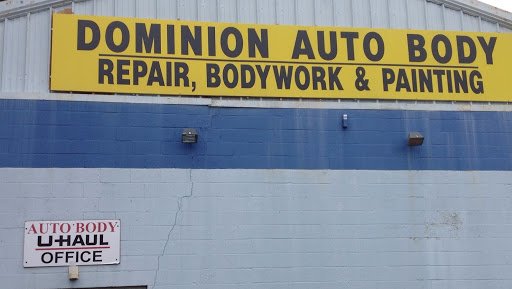 DOMINION AUTO BODY
REPAIR, BODYWORK & PAINTING
AUTO BODY
U-HAUL
OFFICE